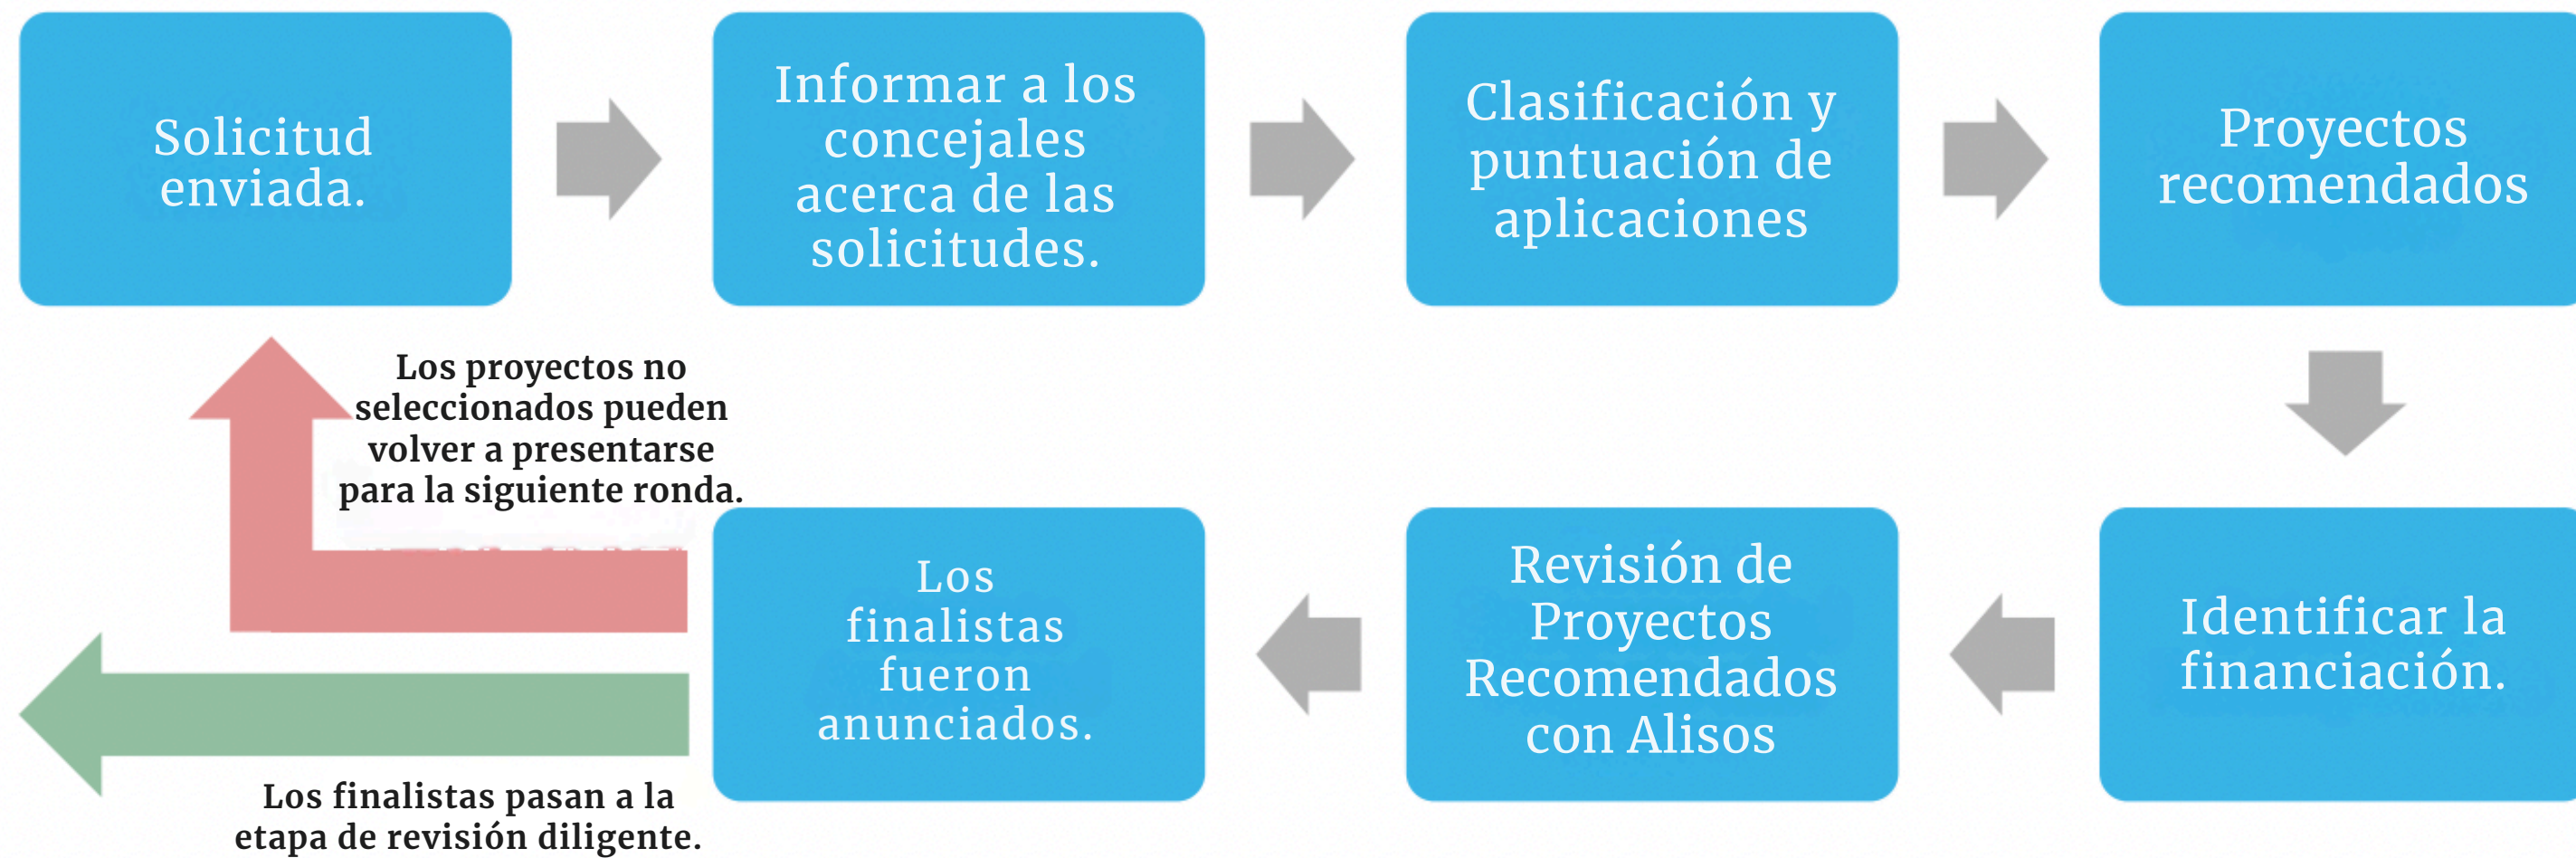 Solicitud
enviada.
Informar a los
concejales
acerca de las
solicitudes.
Clasificación y
puntuación de
aplicaciones
Proyectos
recomendados
Los proyectos no
seleccionados pueden
volver a presentarse
para la siguiente ronda.
Los
finalistas
fueron
anunciados.
Revisión de
Proyectos
Recomendados
con Alisos
Identificar la
financiación.
Los finalistas pasan a la
etapa de revisión diligente.